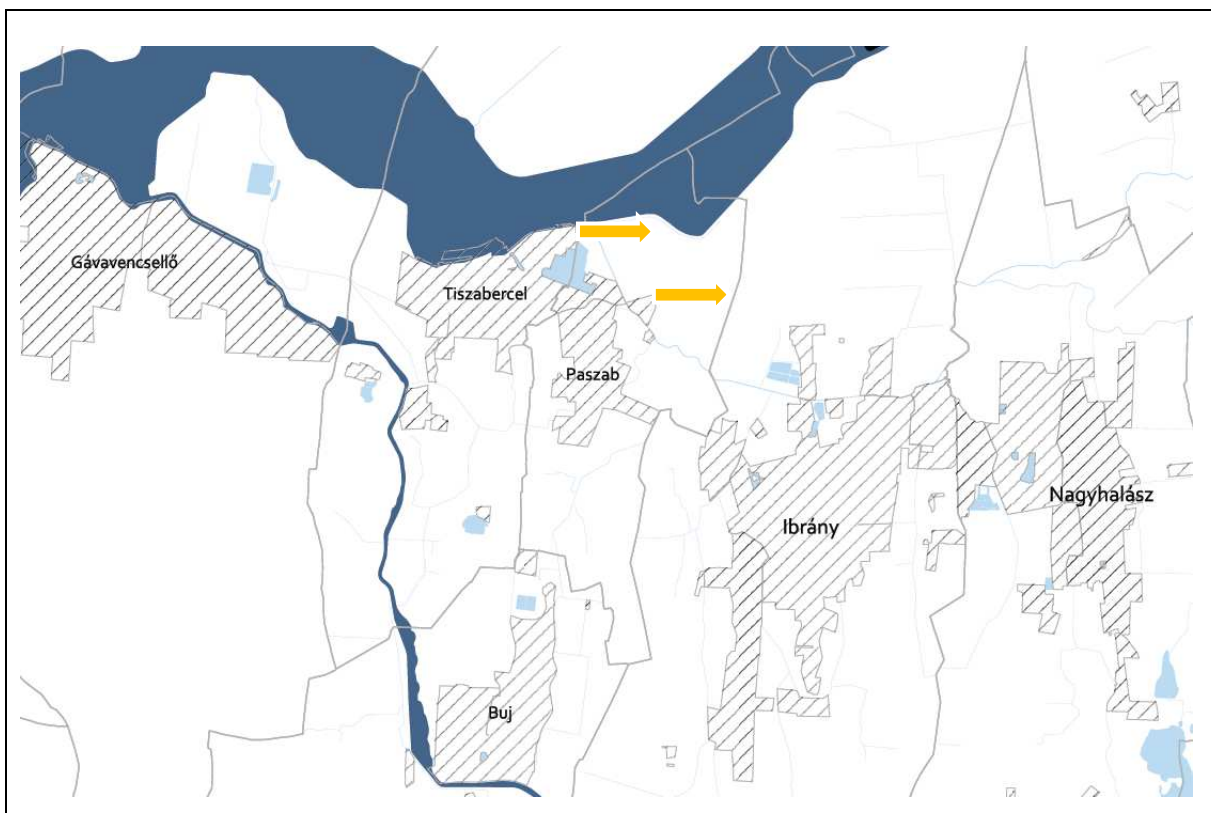 Gávavencsellő
Tiszabercel
Paszab
Nagyhalász
Ibrány
Buj